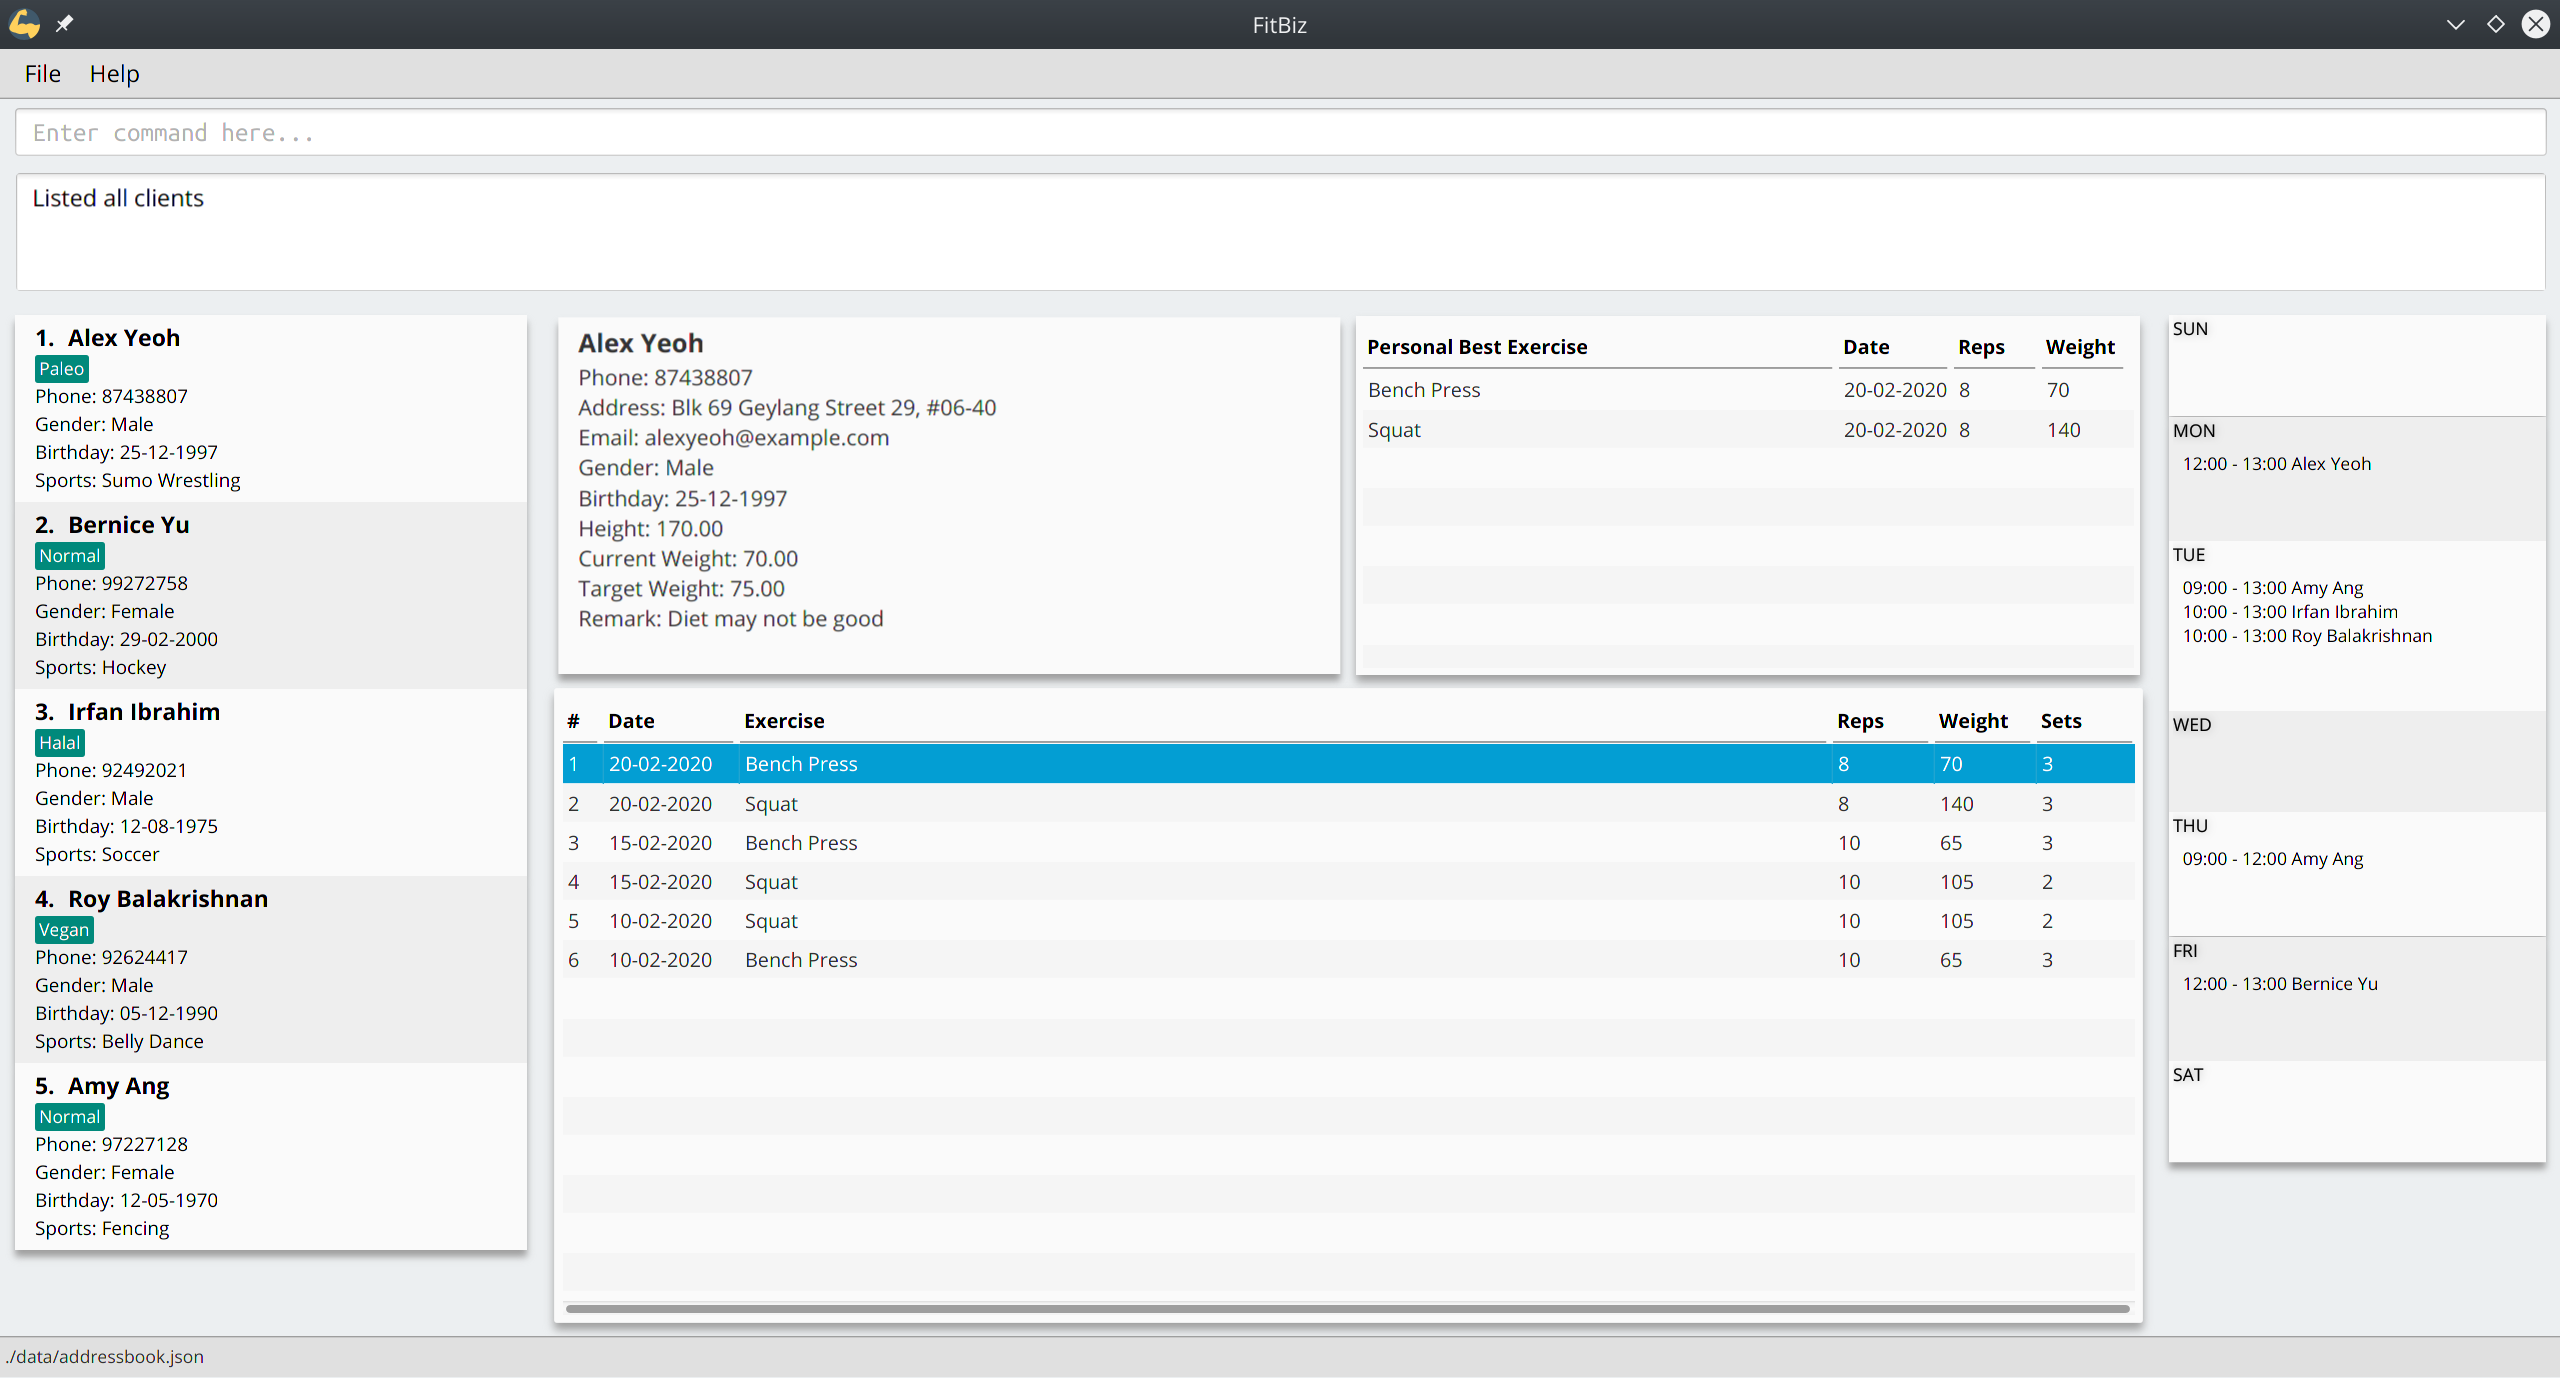 FitBiz
File Help
Enter command here...
Listed all clients
1. Alex Yeoh
Paleo
Phone: 87438807
Gender: Male
Birthday: 25-12-1997
Sports: Sumo Wrestling
2. Bernice Yu
Normal
Phone: 99272758
Gender: Female
Birthday: 29-02-2000
Sports: Hockey
3. Irfan Ibrahim
Halal
Phone: 92492021
Gender: Male
Birthday: 12-08-1975
Sports: Soccer
4. Roy Balakrishnan
Vegan
Phone: 92624417
Gender: Male
Birthday: 05-12-1990
Sports: Belly Dance
5. Amy Ang
Normal
Phone: 97227128
Gender: Female
Birthday: 12-05-1970
Sports: Fencing
Alex Yeoh
Phone: 87438807
Address: Blk 69 Geylang Street 29, #06-40
Email: alexyeoh@example.com
Gender: Male
Birthday: 25-12-1997
Height: 170.00
Current Weight: 70.00
Target Weight: 75.00
Remark: Diet may not be good
Personal Best Exercise Date Reps Weight
Bench Press 20-02-2020 8 70
Squat 20-02-2020 8 140
# Date Exercise Reps Weight Sets
1 20-02-2020 Bench Press 8 70 3
2 20-02-2020 Squat 8 140 3
3 15-02-2020 Bench Press 10 65 3
4 15-02-2020 Squat 10 105 2
5 10-02-2020 Squat 10 105 2
6 10-02-2020 Bench Press 10 65 3
SUN
MON
12:00 - 13:00 Alex Yeoh
TUE
09:00 - 13:00 Amy Ang
10:00 - 13:00 Irfan Ibrahim
10:00 - 13:00 Roy Balakrishnan
WED
THU
09:00 - 12:00 Amy Ang
FRI
12:00 - 13:00 Bernice Yu
SAT
./data/addressbook.json